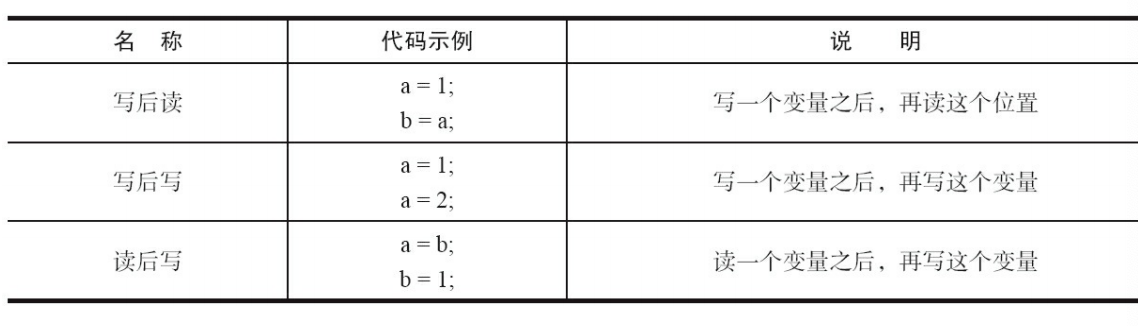 名 称 代码示例 说 明
写后读 a = 1; 写一个变量之后，再读这个位置
b = a;
写后写 a = 1; 写一个变量之后，再写这个变量
a = 2;
读后写 a = b; 读一个变量之后，再写这个变量
b = 1;